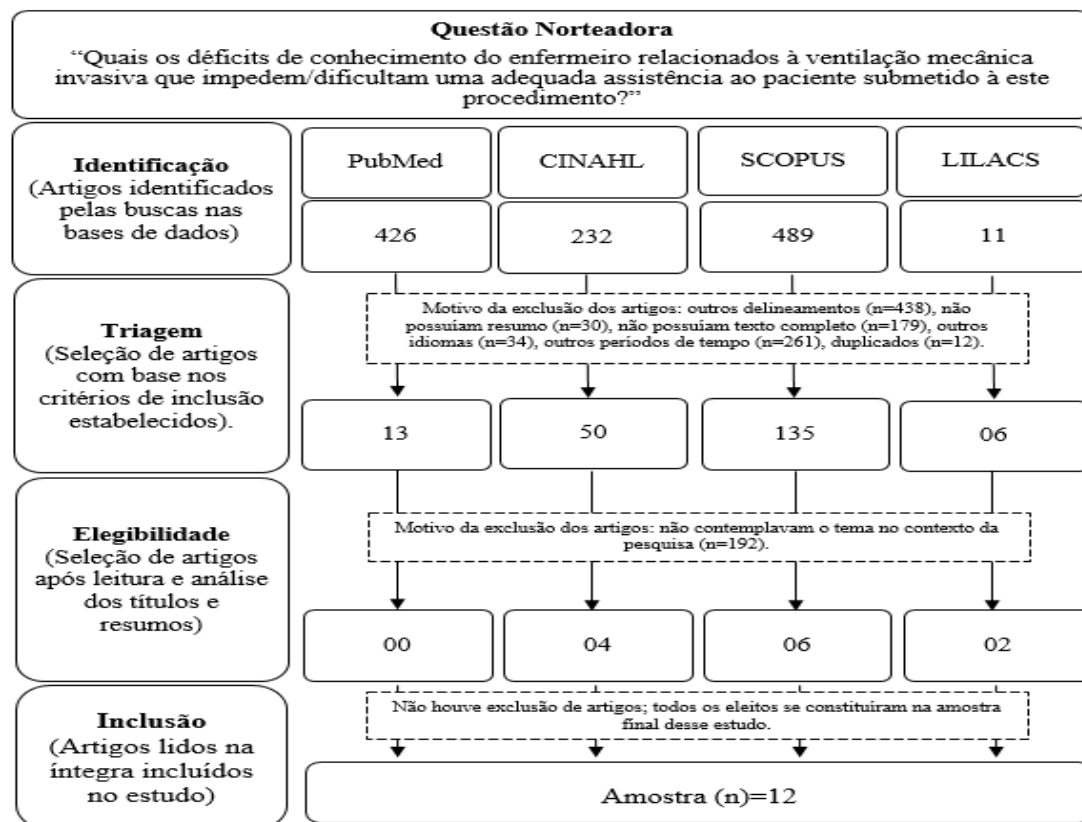 Questão Norteadora
“Quais os déficits de conhecimento do enfermeiro relacionados à ventilação mecânica
invasiva que impedem/dificultam uma adequada assistência ao paciente submetido à este
procedimento?”
Identificação
(Artigos identificados
pelas buscas nas
bases de dados)
PubMed
CINAHL
SCOPUS
LILACS
426
232
489
11
Triagem
(Seleção de artigos
com base nos
critérios de inclusão
estabelecidos).
Motivo da exclusão dos artigos: outros delineamentos (n=438), não
possuíam resumo (n=30), não possuíam texto completo (n=179), outros
idiomas (n=34), outros períodos de tempo (n=261), duplicados (n=12).
13
50
135
06
Elegibilidade
(Seleção de artigos
após leitura e análise
dos títulos e
resumos)
Motivo da exclusão dos artigos: não contemplavam o tema no contexto da
pesquisa (n=192).
00
04
06
02
Inclusão
(Artigos lidos na
íntegra incluídos
no estudo)
Não houve exclusão de artigos; todos os eleitos se constituíram na amostra
final desse estudo.
Amostra (n)=12